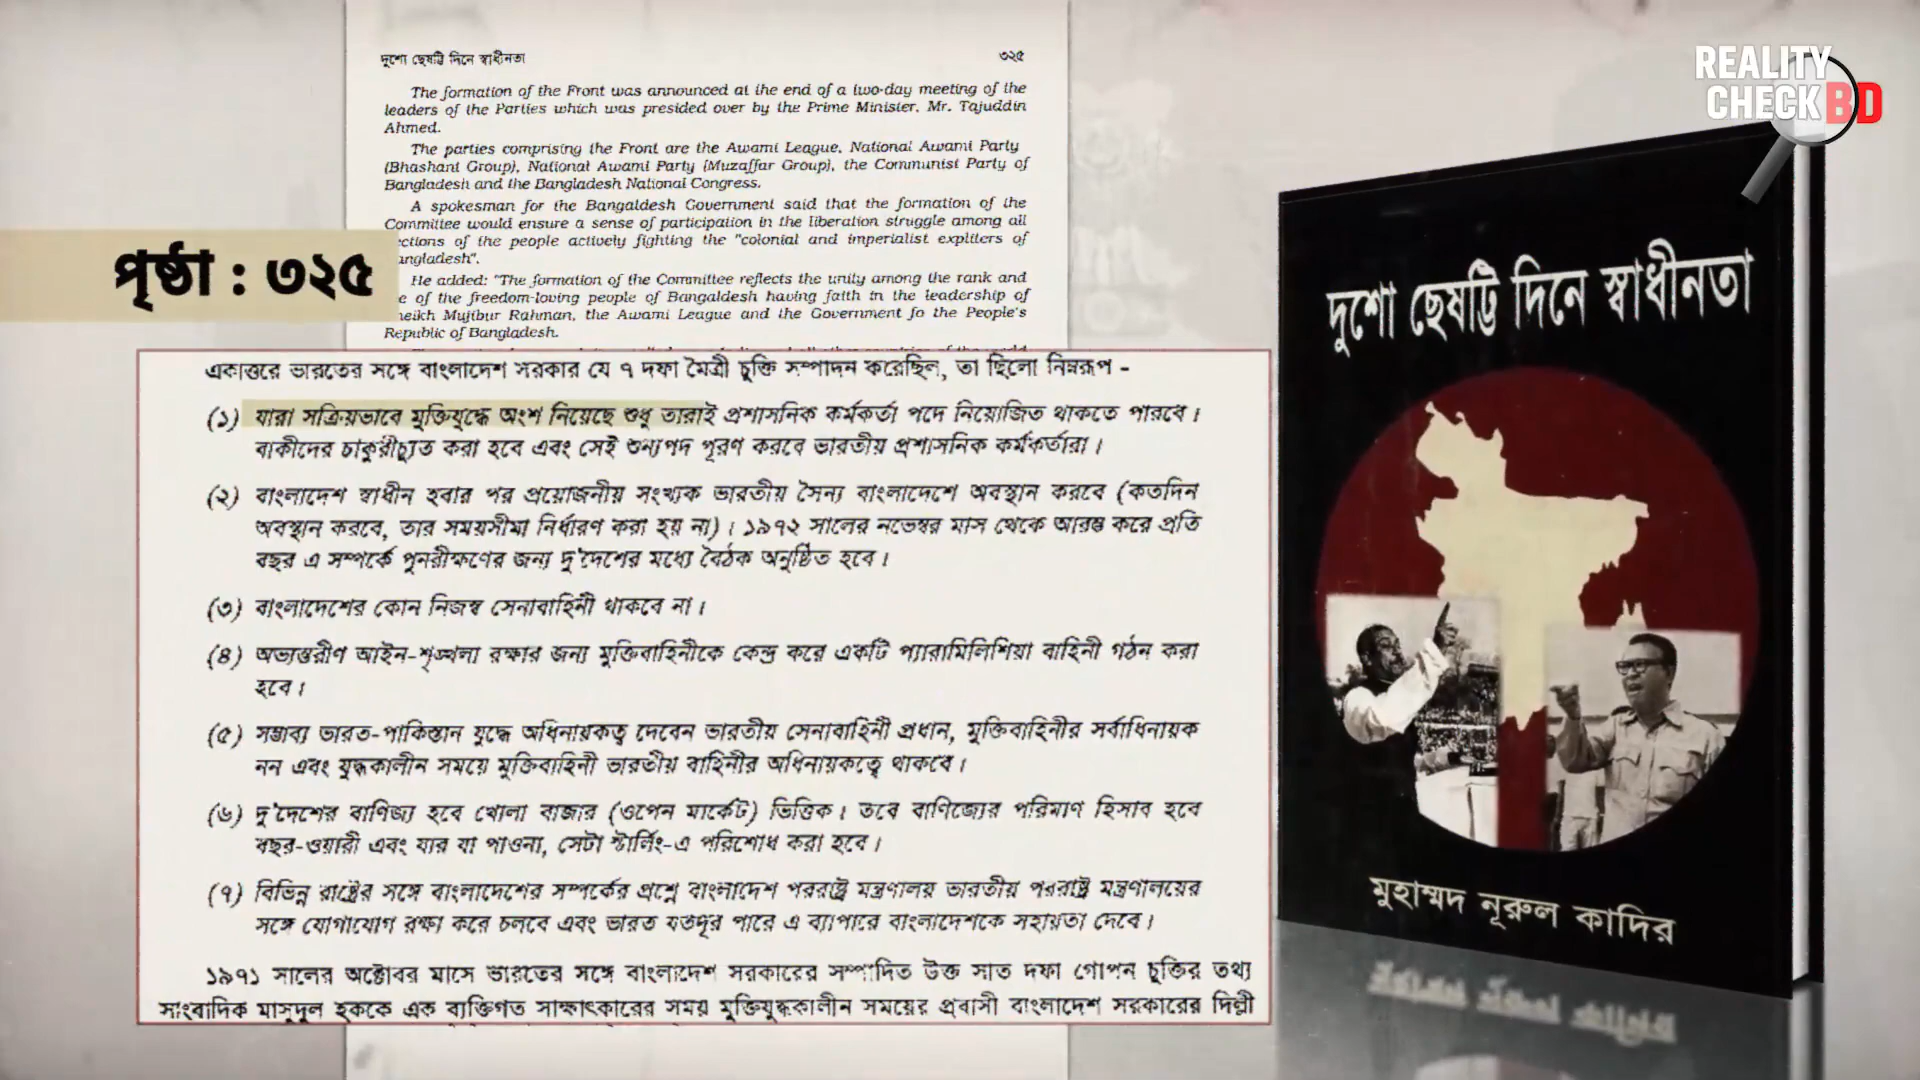 REALITY
CHECK BD
দুশো ছেষট্টি দিনে স্বাধীনতা ৩২৫
The formation of the Front was announced at the end of a two-day meeting of the
leaders of the Parties which was presided over by the Prime Minister, Mr. Tajuddin
Ahmed.
The parties comprising the Front are the Awami League, National Awami Party
(Bhashani Group), National Awami Party (Muzaffar Group), the Communist Party of
Bangladesh and the Bangladesh National Congress.
A spokesman for the Bangaldesh Government said that the formation of the
Committee would ensure a sense of participation in the liberation struggle among all
ections of the people actively fighting the "colonial and imperialist expliters of
angladesh".
He added: "The formation of the Committee reflects the unity among the rank and
e of the freedom-loving people of Bangaldesh having faith in the leadership of
heikh Mujibur Rahman, the Awami League and the Government fo the People's
Republic of Bangladesh.
পৃষ্ঠা : ৩২৫
একাত্তরে ভারতের সঙ্গে বাংলাদেশ সরকার যে ৭ দফা মৈত্রী চুক্তি সম্পাদন করেছিল, তা ছিলো নিম্নরূপ -
(১) যারা সক্রিয়ভাবে মুক্তিযুদ্ধে অংশ নিয়েছে শুধু তারাই প্রশাসনিক কর্মকর্তা পদে নিয়োজিত থাকতে পারবে।
বাকীদের চাকুরীচ্যুত করা হবে এবং সেই শুন্যপদ পূরণ করবে ভারতীয় প্রশাসনিক কর্মকর্তারা।
(২) বাংলাদেশ স্বাধীন হবার পর প্রয়োজনীয় সংখ্যক ভারতীয় সৈন্য বাংলাদেশে অবস্থান করবে (কতদিন
অবস্থান করবে, তার সময়সীমা নির্ধারণ করা হয় না)। ১৯৭২ সালের নভেম্বর মাস থেকে আরম্ভ করে প্রতি
বছর এ সম্পর্কে পুনরীক্ষণের জন্য দু'দেশের মধ্যে বৈঠক অনুষ্ঠিত হবে।
(৩) বাংলাদেশের কোন নিজস্ব সেনাবাহিনী থাকবে না।
(৪) অভ্যন্তরীণ আইন-শৃঙ্খলা রক্ষার জন্য মুক্তিবাহিনীকে কেন্দ্র করে একটি প্যারামিলিশিয়া বাহিনী গঠন করা
হবে।
(৫) সম্ভাব্য ভারত-পাকিস্তান যুদ্ধে অধিনায়কত্ব দেবেন ভারতীয় সেনাবাহিনী প্রধান, মুক্তিবাহিনীর সর্বাধিনায়ক
নন এবং যুদ্ধকালীন সময়ে মুক্তিবাহিনী ভারতীয় বাহিনীর অধিনায়কত্বে থাকবে।
(৬) দু'দেশের বাণিজ্য হবে খোলা বাজার (ওপেন মার্কেট) ভিত্তিক। তবে বাণিজ্যের পরিমাণ হিসাব হবে
বছর-ওয়ারী এবং যার যা পাওনা, সেটা স্টার্লিং-এ পরিশোধ করা হবে।
(৭) বিভিন্ন রাষ্ট্রের সঙ্গে বাংলাদেশের সম্পর্কের প্রশ্নে বাংলাদেশ পররাষ্ট্র মন্ত্রণালয় ভারতীয় পররাষ্ট্র মন্ত্রণালয়ের
সঙ্গে যোগাযোগ রক্ষা করে চলবে এবং ভারত যতদূর পারে এ ব্যাপারে বাংলাদেশকে সহায়তা দেবে।
১৯৭১ সালের অক্টোবর মাসে ভারতের সঙ্গে বাংলাদেশ সরকারের সম্পাদিত উক্ত সাত দফা গোপন চুক্তির তথ্য
সাংবাদিক মাসুদুল হককে এক ব্যক্তিগত সাক্ষাৎকারের সময় মুক্তিযুদ্ধকালীন সময়ের প্রবাসী বাংলাদেশ সরকারের দিল্লী
দুশো ছেষট্টি দিনে স্বাধীনতা
মুহাম্মদ নূরুল কাদির